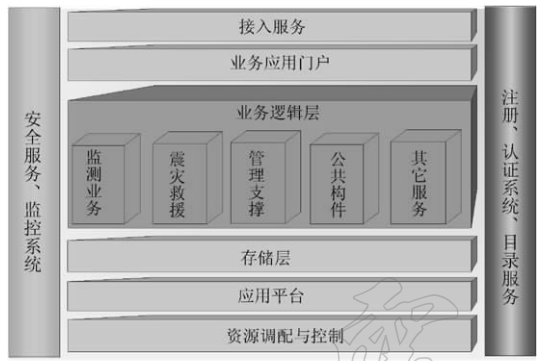 接入服务
业务应用门户
业务逻辑层
监测业务
震灾救援
管理支撑
公共构件
其它服务
存储层
应用平台
资源调配与控制
安全服务、监控系统
注册、认证系统、目录服务